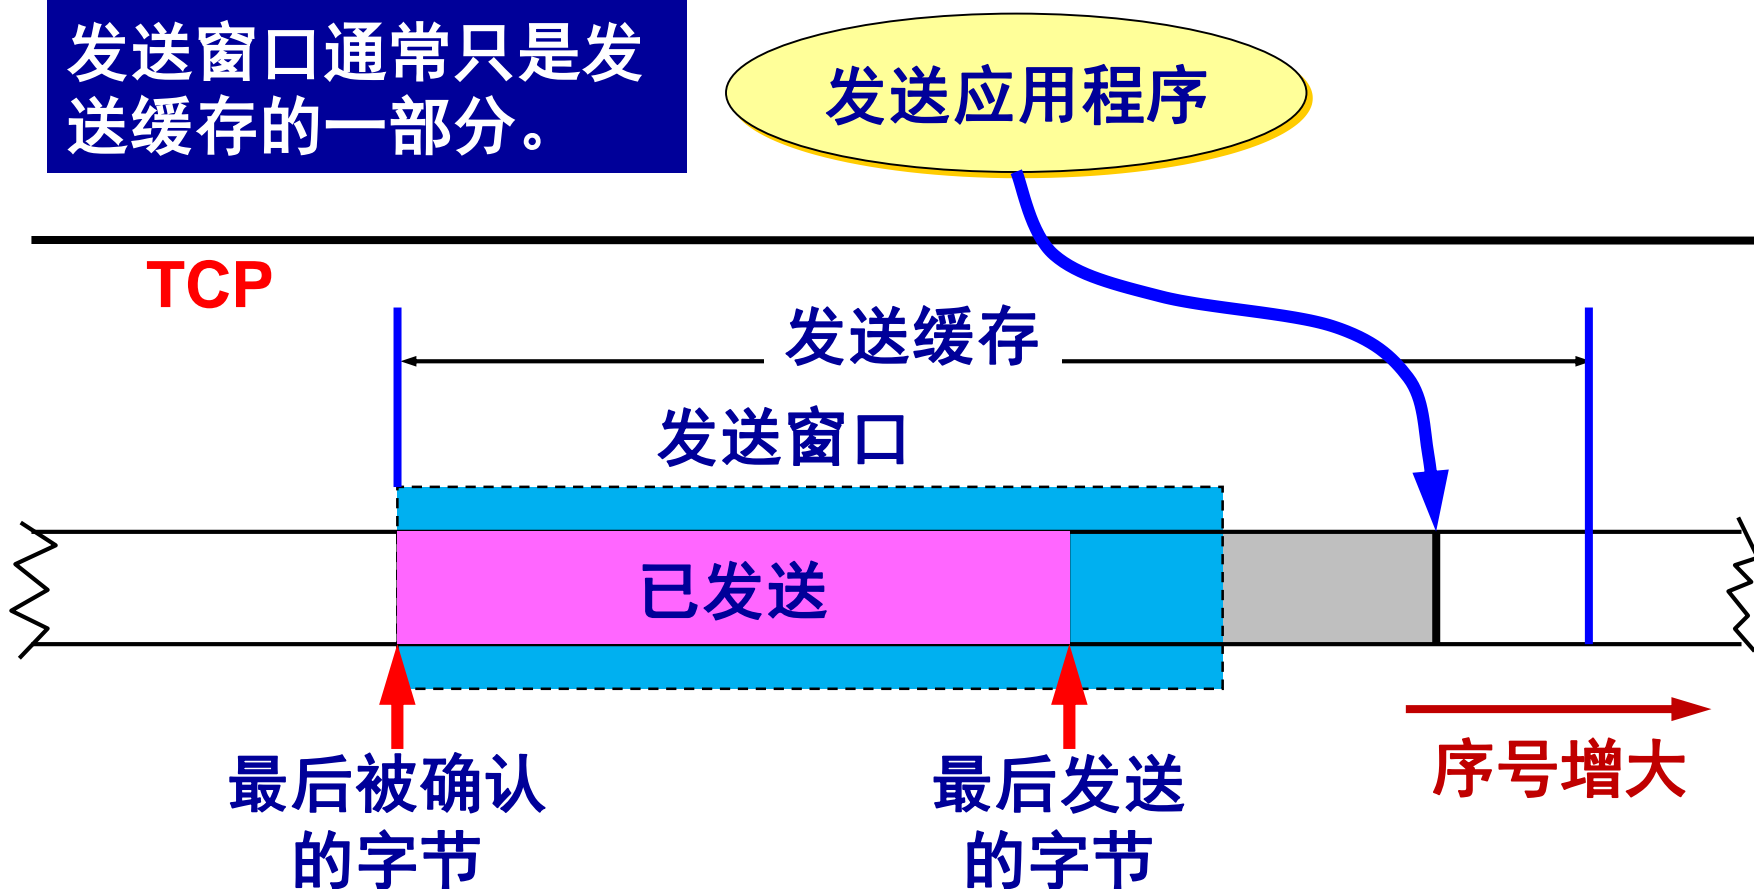 发送窗口通常只是发
送缓存的一部分。
发送应用程序
TCP
发送缓存
发送窗口
已发送
最后被确认
的字节
最后发送
的字节
序号增大